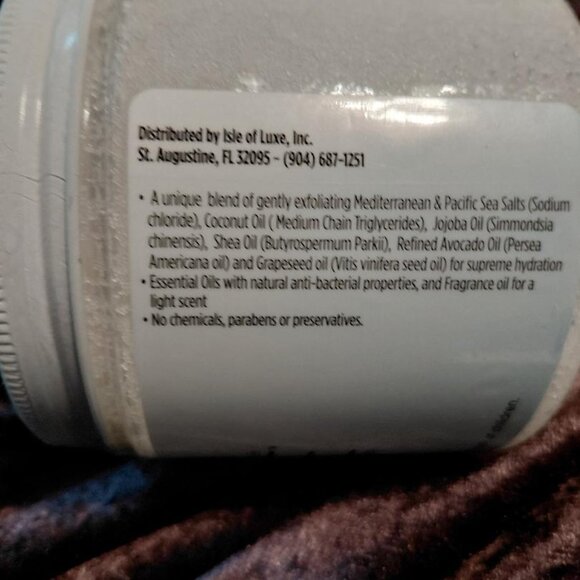 Distributed by Isle of Luxe, Inc.
St. Augustine, FL 32095 - (904) 687-1251
• A unique blend of gently exfoliating Mediterranean & Pacific Sea Salts (Sodium
chloride), Coconut Oil ( Medium Chain Triglycerides), Jojoba Oil (Simmondsia
chinensis), Shea Oil (Butyrospermum Parkii), Refined Avocado Oil (Persea
Americana oil) and Grapeseed oil (Vitis vinifera seed oil) for supreme hydration
• Essential Oils with natural anti-bacterial properties, and Fragrance oil for a
light scent
• No chemicals, parabens or preservatives.
children.